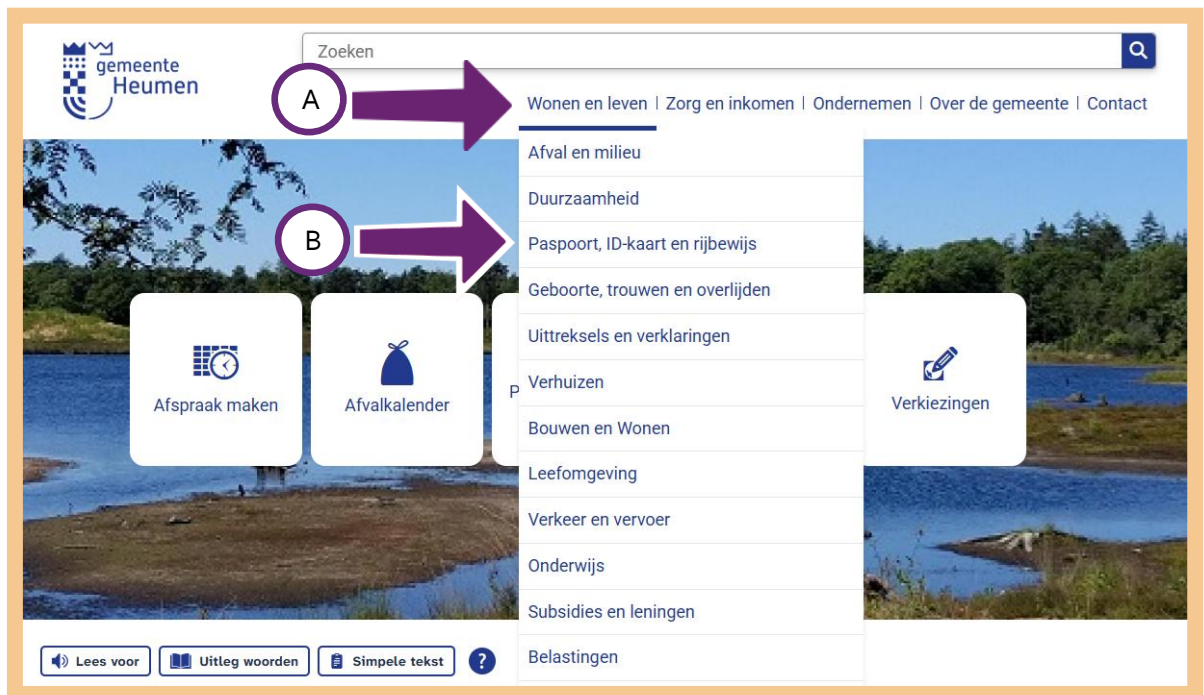 gemeente
Heumen
Zoeken
A
Wonen en leven | Zorg en inkomen | Ondernemen | Over de gemeente | Contact
Afval en milieu
Duurzaamheid
B
Paspoort, ID-kaart en rijbewijs
Geboorte, trouwen en overlijden
Uittreksels en verklaringen
Verhuizen
Bouwen en Wonen
Leefomgeving
Verkeer en vervoer
Onderwijs
Subsidies en leningen
Belastingen
Afspraak maken
Afvalkalender
P
Verkiezingen
Lees voor
Uitleg woorden
Simpele tekst
?